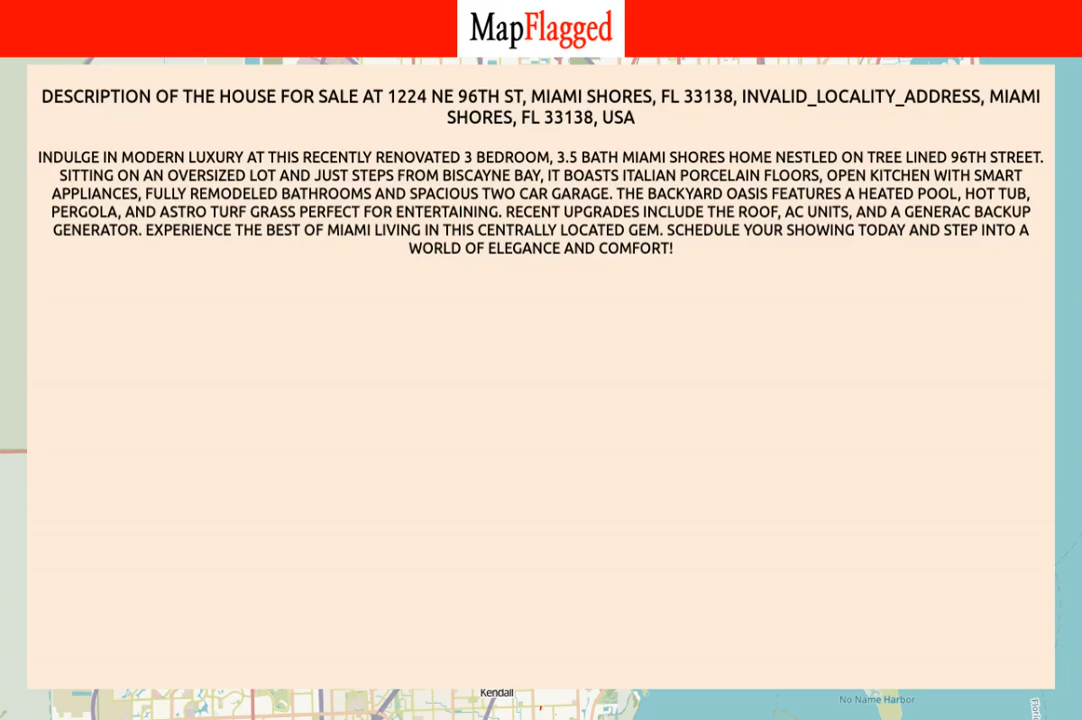 MapFlagged
DESCRIPTION OF THE HOUSE FOR SALE AT 1224 NE 96TH ST, MIAMI SHORES, FL 33138, INVALID_LOCALITY_ADDRESS, MIAMI
SHORES, FL 33138, USA
INDULGE IN MODERN LUXURY AT THIS RECENTLY RENOVATED 3 BEDROOM, 3.5 BATH MIAMI SHORES HOME NESTLED ON TREE LINED 96TH STREET.
SITTING ON AN OVERSIZED LOT AND JUST STEPS FROM BISCAYNE BAY, IT BOASTS ITALIAN PORCELAIN FLOORS, OPEN KITCHEN WITH SMART
APPLIANCES, FULLY REMODELED BATHROOMS AND SPACIOUS TWO CAR GARAGE. THE BACKYARD OASIS FEATURES A HEATED POOL, HOT TUB,
PERGOLA, AND ASTRO TURF GRASS PERFECT FOR ENTERTAINING. RECENT UPGRADES INCLUDE THE ROOF, AC UNITS, AND A GENERAC BACKUP
GENERATOR. EXPERIENCE THE BEST OF MIAMI LIVING IN THIS CENTRALLY LOCATED GEM. SCHEDULE YOUR SHOWING TODAY AND STEP INTO A
WORLD OF ELEGANCE AND COMFORT!
Kendall
No Name Harbor